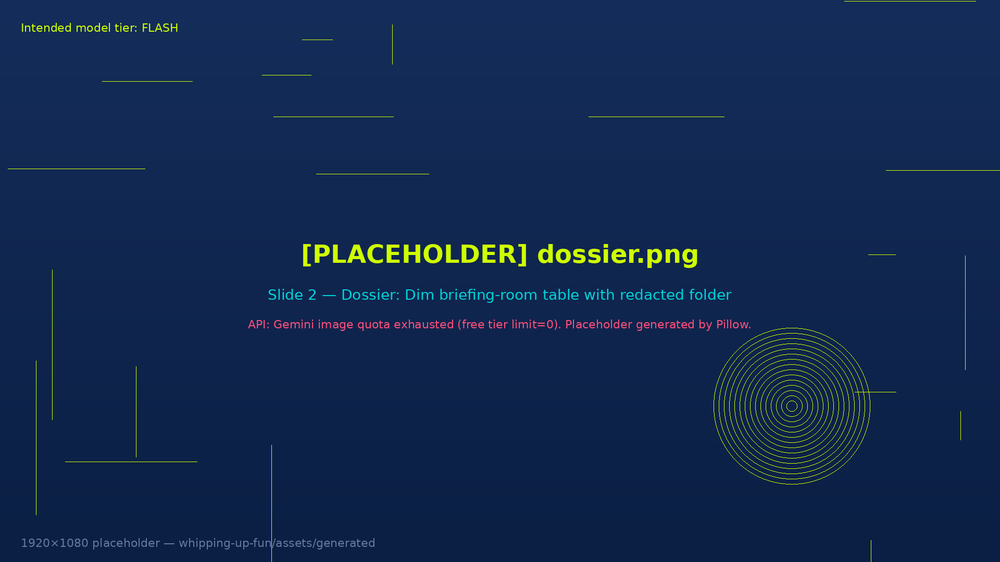 Intended model tier: FLASH
[PLACEHOLDER] dossier.png
Slide 2 — Dossier: Dim briefing-room table with redacted folder
API: Gemini image quota exhausted (free tier limit=0). Placeholder generated by Pillow.
1920×1080 placeholder — whipping-up-fun/assets/generated